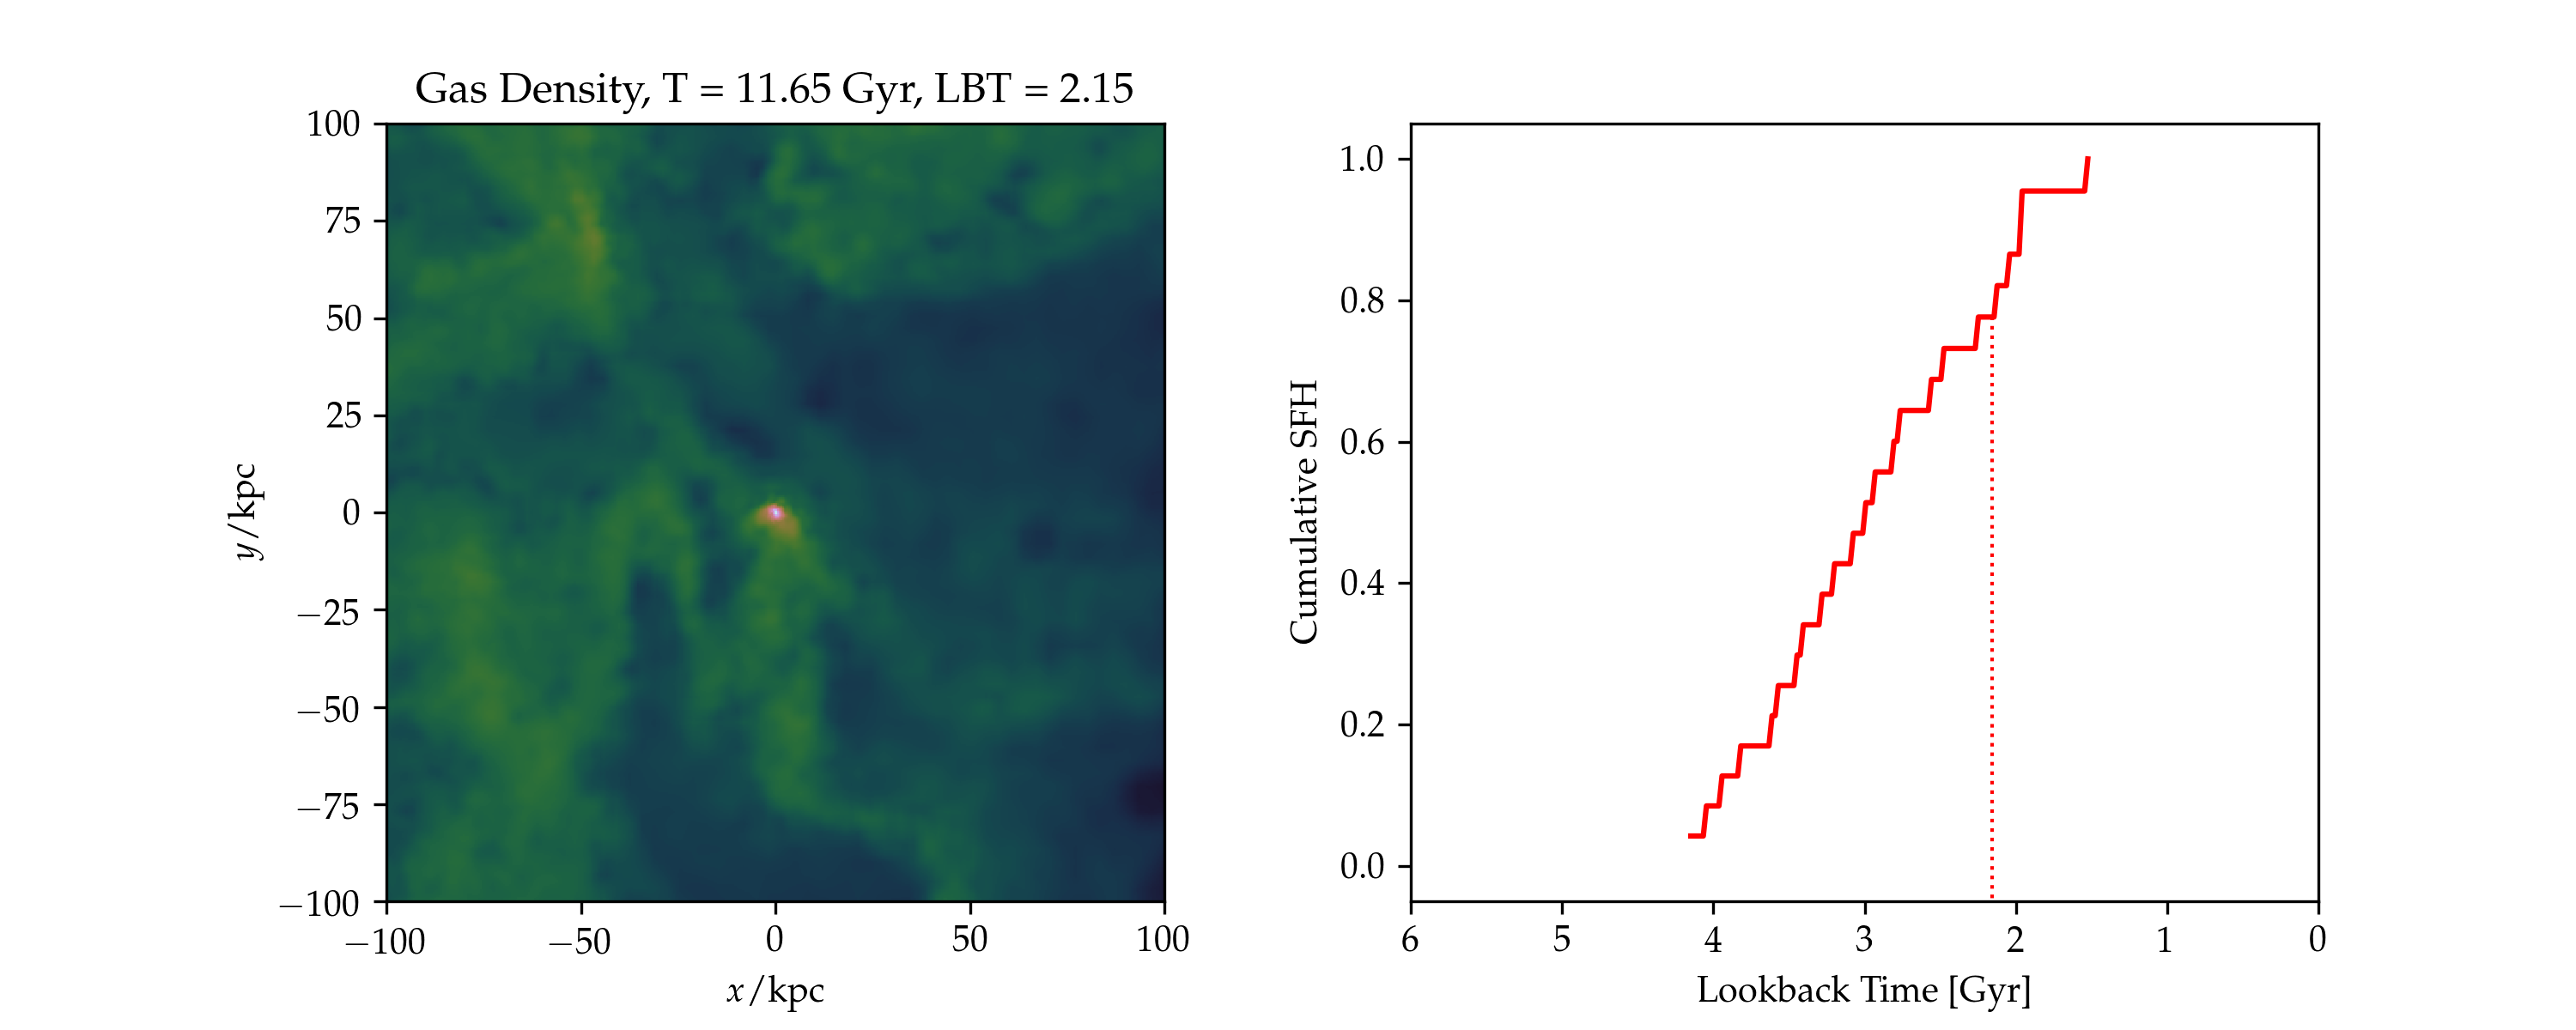 Gas Density, T = 11.65 Gyr, LBT = 2.15
100
75
50
25
0
−25
−50
−75
−100
y/kpc
−100 −50 0 50 100
x/kpc
1.0
0.8
0.6
0.4
0.2
0.0
Cumulative SFH
6 5 4 3 2 1 0
Lookback Time [Gyr]